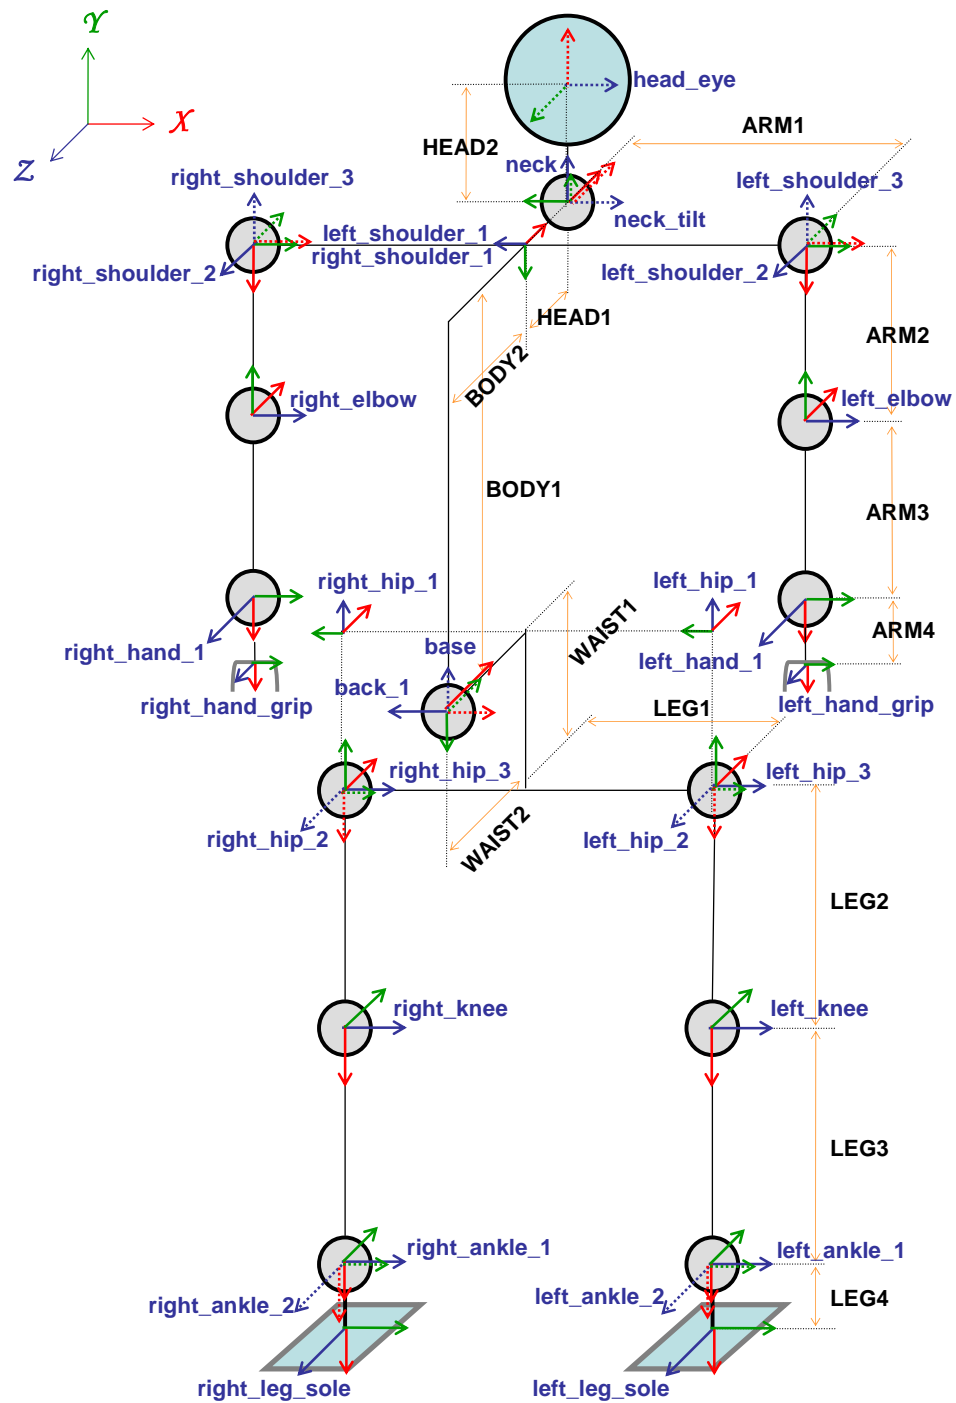 Y
X
Z
head_eye
HEAD2
ARM1
neck
right_shoulder_3
left_shoulder_3
neck_tilt
left_shoulder_1
right_shoulder_1
right_shoulder_2
left_shoulder_2
HEAD1
ARM2
BODY2
right_elbow
left_elbow
BODY1
ARM3
right_hip_1
left_hip_1
WAIST1
ARM4
right_hand_1
base
left_hand_1
back_1
right_hand_grip
left_hand_grip
LEG1
right_hip_3
left_hip_3
right_hip_2
WAIST2
left_hip_2
LEG2
right_knee
left_knee
LEG3
right_ankle_1
left_ankle_1
right_ankle_2
left_ankle_2
LEG4
right_leg_sole
left_leg_sole